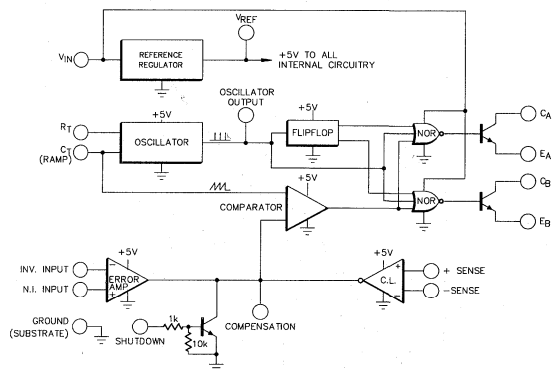 VREF
VIN
REFERENCE
REGULATOR
+5V TO ALL
INTERNAL CIRCUITRY
OSCILLATOR
OUTPUT
+5V
+5V
RT
CT
(RAMP)
OSCILLATOR
FLIPFLOP
NOR
CA
EA
+5V
COMPARATOR
NOR
CB
EB
+5V
+5V
INV. INPUT
N.I. INPUT
−
ERROR
AMP
+
C.L.
+
−
+ SENSE
−SENSE
GROUND
(SUBSTRATE)
SHUTDOWN
1k
10k
COMPENSATION